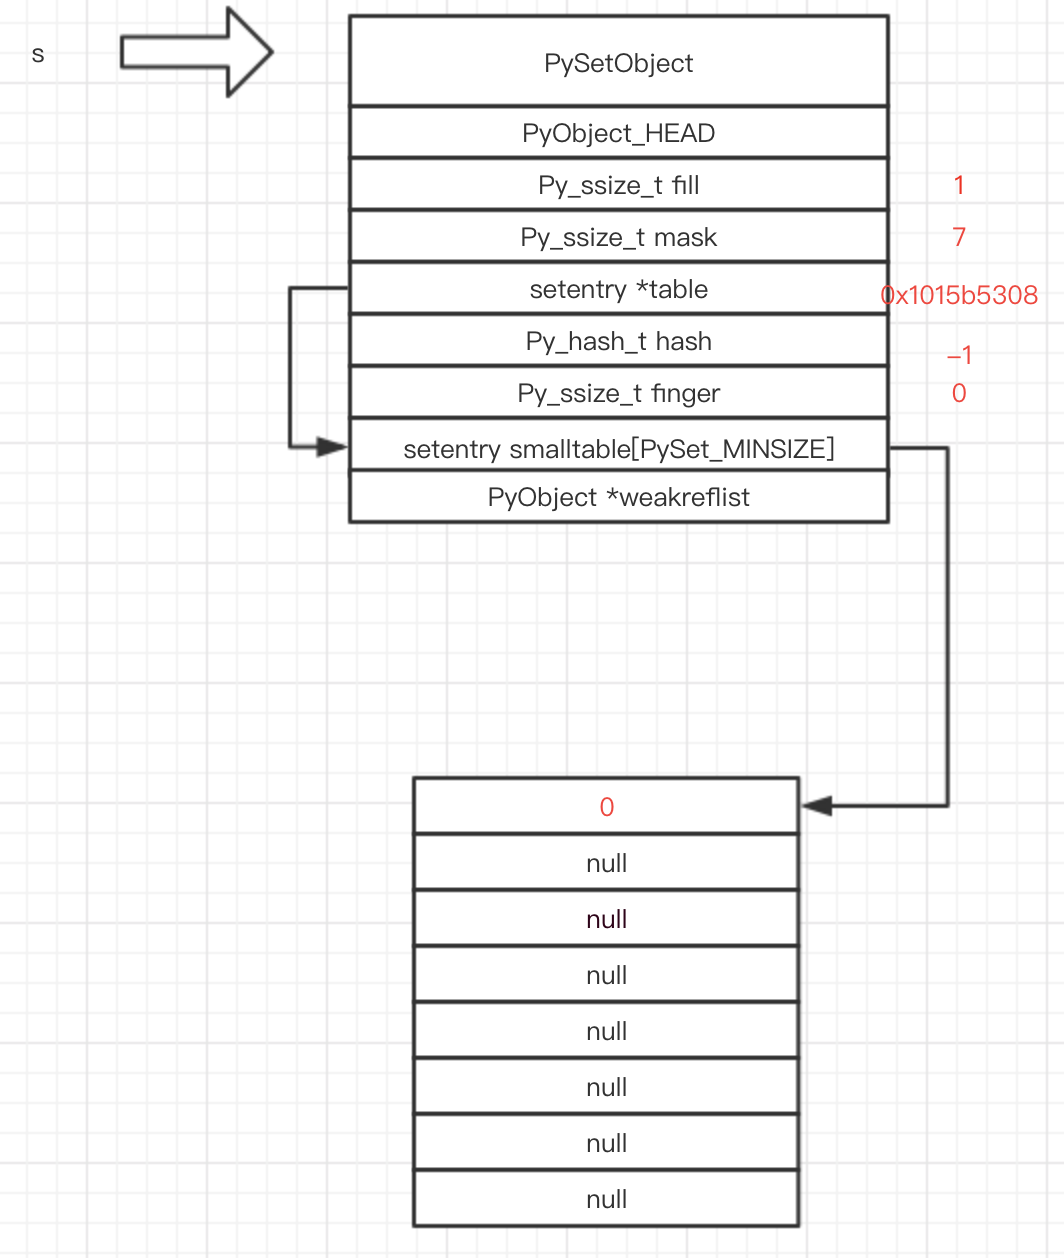 s
PySetObject
PyObject_HEAD
Py_ssize_t fill 1
Py_ssize_t mask 7
setentry *table 0x1015b5308
Py_hash_t hash –1
Py_ssize_t finger 0
setentry smalltable[PySet_MINSIZE]
PyObject *weakreflist
0
null
null
null
null
null
null
null